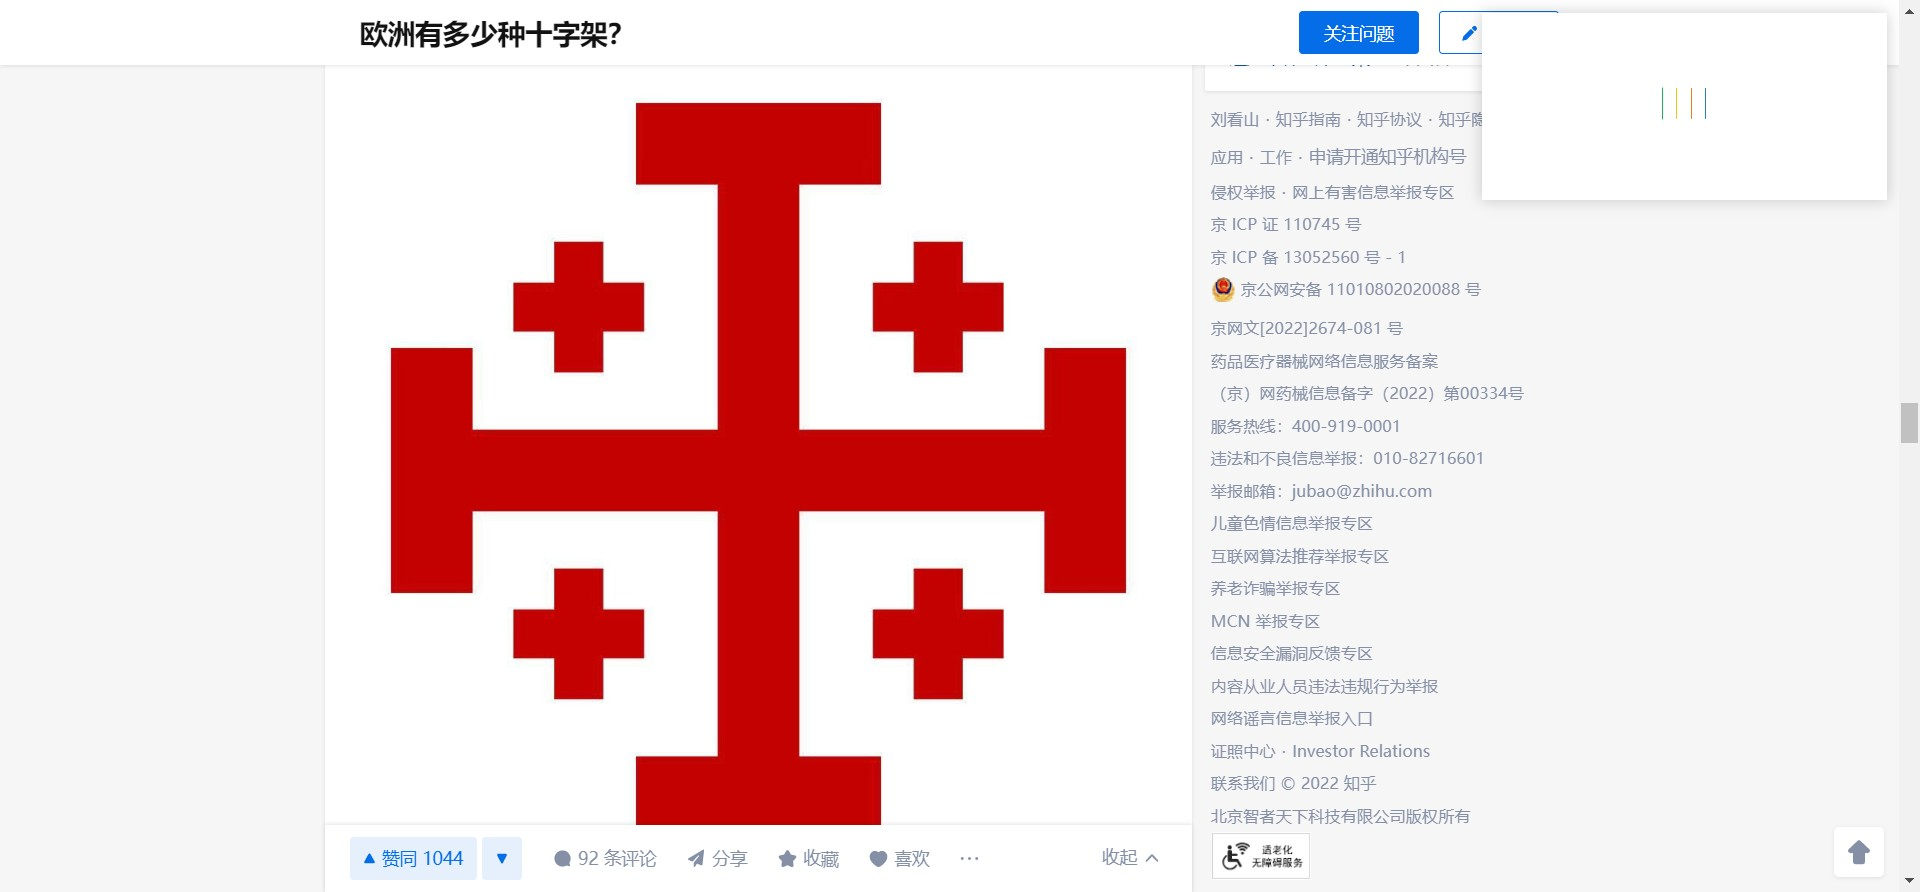 欧洲有多少种十字架?
关注问题
刘看山 · 知乎指南 · 知乎协议 · 知乎
应用 · 工作 · 申请开通知乎机构号
侵权举报 · 网上有害信息举报专区
京 ICP 证 110745 号
京 ICP 备 13052560 号 - 1
京公网安备 11010802020088 号
京网文[2022]2674-081 号
药品医疗器械网络信息服务备案
（京）网药械信息备字（2022）第00334号
服务热线：400-919-0001
违法和不良信息举报：010-82716601
举报邮箱：jubao@zhihu.com
儿童色情信息举报专区
互联网算法推荐举报专区
养老诈骗举报专区
MCN 举报专区
信息安全漏洞反馈专区
内容从业人员违法违规行为举报
网络谣言信息举报入口
证照中心 · Investor Relations
联系我们 © 2022 知乎
北京智者天下科技有限公司版权所有
适老化
无障碍服务
赞同 1044
92 条评论
分享
收藏
喜欢
···
收起